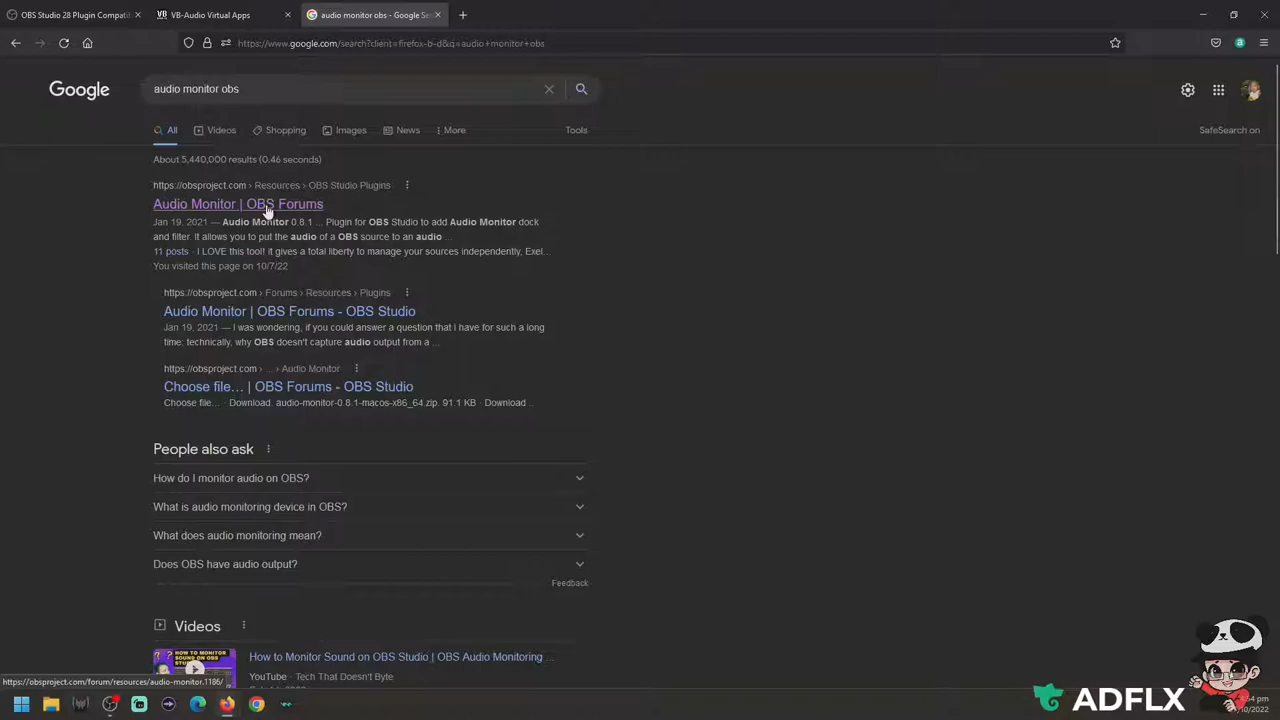 OBS Studio 28 Plugin Compati
VB-Audio Virtual Apps
audio monitor obs - Google Se
https://www.google.com/search?client=firefox-b-d&q=audio+monitor+obs
Google
audio monitor obs
All
Videos
Shopping
Images
News
More
Tools
SafeSearch on
About 5,440,000 results (0.46 seconds)
https://obsproject.com › Resources › OBS Studio Plugins
Audio Monitor | OBS Forums
Jan 19, 2021 — Audio Monitor 0.8.1 ... Plugin for OBS Studio to add Audio Monitor dock
and filter. It allows you to put the audio of a OBS source to an audio ...
11 posts · I LOVE this tool! it gives a total liberty to manage your sources independently, Exel...
You visited this page on 10/7/22
https://obsproject.com › Forums › Resources › Plugins
Audio Monitor | OBS Forums - OBS Studio
Jan 19, 2021 — I was wondering, if you could answer a question that I have for such a long
time: technically, why OBS doesn't capture audio output from a ...
https://obsproject.com › ... › Audio Monitor
Choose file… | OBS Forums - OBS Studio
Choose file... · Download. audio-monitor-0.8.1-macos-x86_64.zip. 91.1 KB · Download ..
People also ask
How do I monitor audio on OBS?
What is audio monitoring device in OBS?
What does audio monitoring mean?
Does OBS have audio output?
Feedback
Videos
HOW TO MONITOR
SOUND ON OBS
How to Monitor Sound on OBS Studio | OBS Audio Monitoring ...
YouTube · Tech That Doesn't Byte
https://obsproject.com/forum/resources/audio-monitor.1186/
ADFLX
54 pm
/10/2022